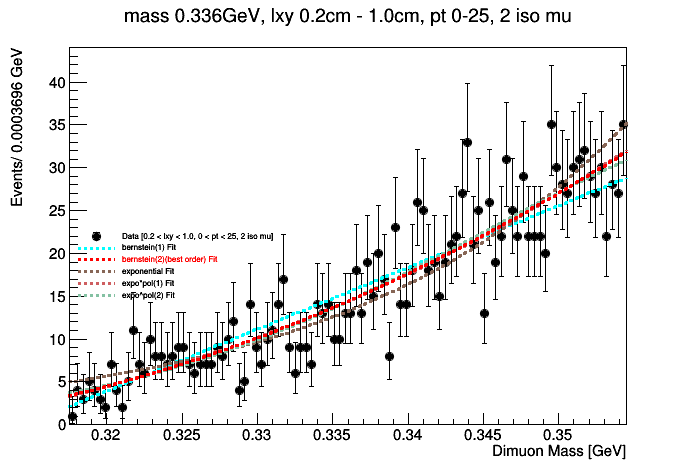 mass 0.336GeV, lxy 0.2cm - 1.0cm, pt 0-25, 2 iso mu
Events/ 0.0003696 GeV
40
35
30
25
20
15
10
5
0
Data [0.2 < lxy < 1.0, 0 < pt < 25, 2 iso mu]
bernstein(1) Fit
bernstein(2)(best order) Fit
exponential Fit
expo*pol(1) Fit
expo*pol(2) Fit
0.32 0.325 0.33 0.335 0.34 0.345 0.35
Dimuon Mass [GeV]